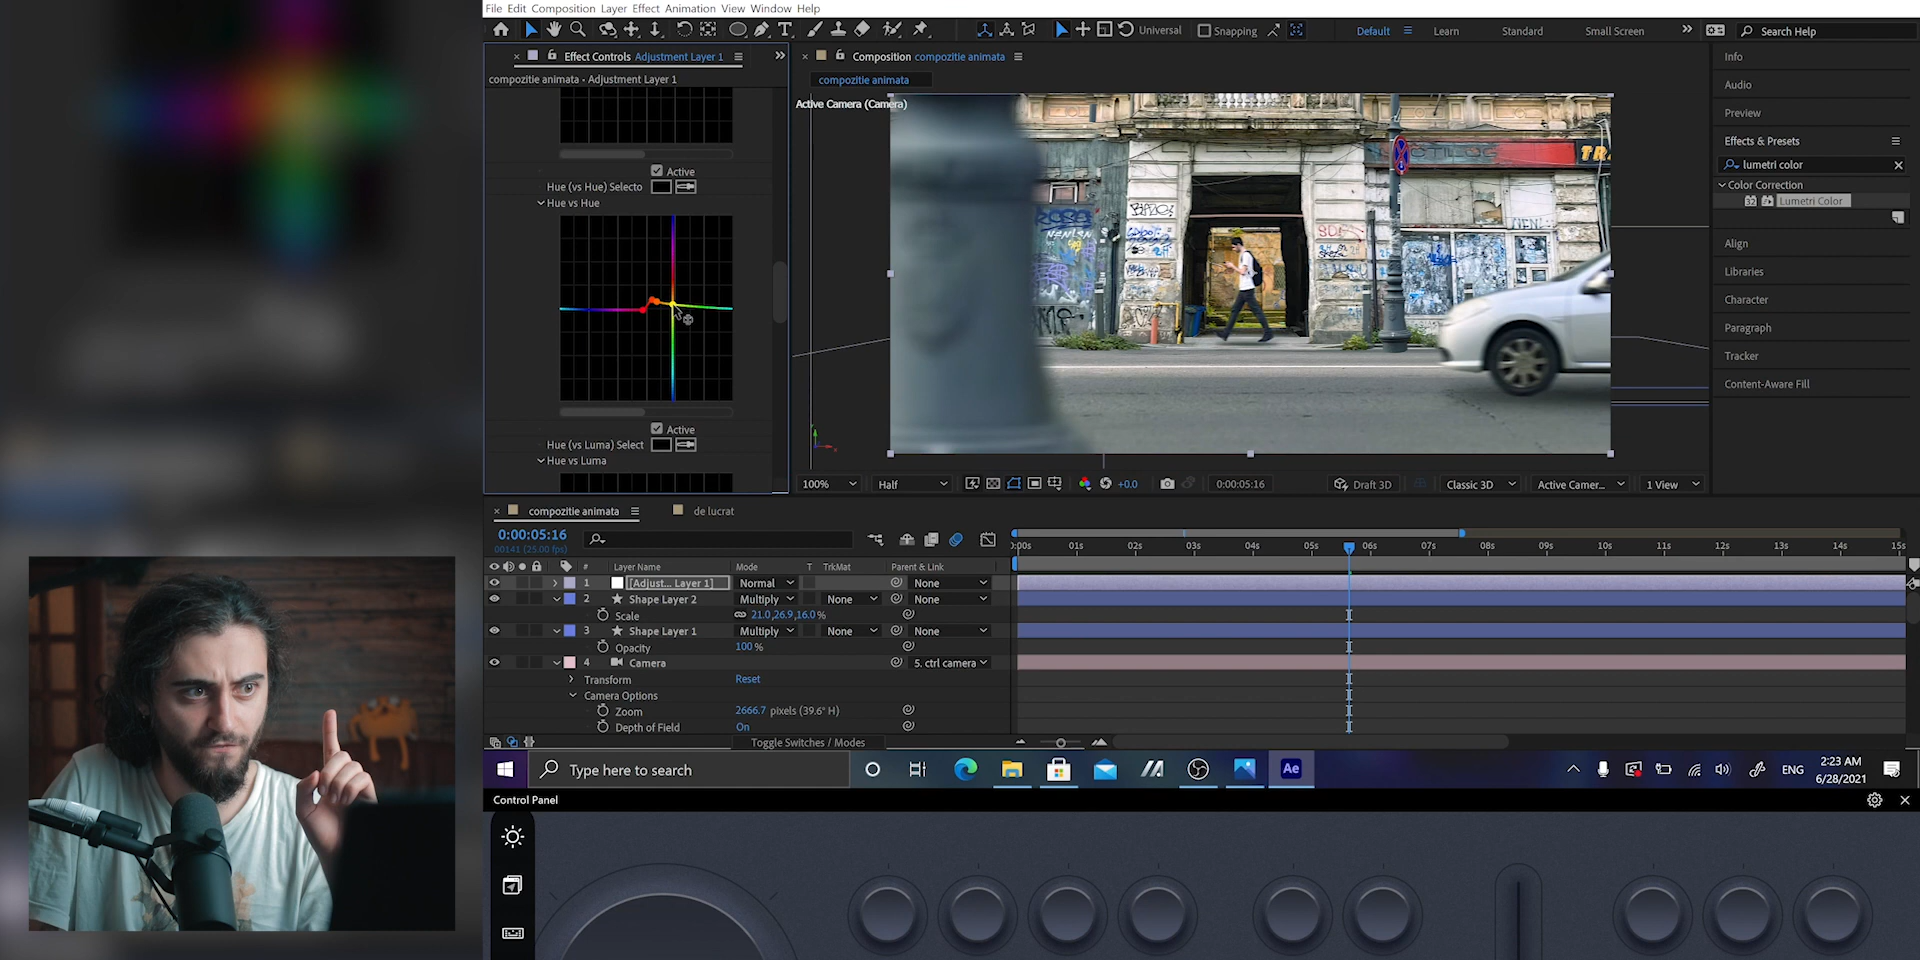 File Edit Composition Layer Effect Animation View Window Help
Universal Snapping Default Learn Standard Small Screen Search Help
Effect Controls Adjustment Layer 1
compozitie animata • Adjustment Layer 1
Active
Hue (vs Hue) Selecto
Hue vs Hue
Active
Hue (vs Luma) Select
Hue vs Luma
Composition compozitie animata
compozitie animata
Active Camera (Camera)
TR
100% Half +0.0 0:00:05:16 Draft 3D Classic 3D Active Camer... 1 View
Info
Audio
Preview
Effects & Presets
lumetri color
Color Correction
32 Lumetri Color
Align
Libraries
Character
Paragraph
Tracker
Content-Aware Fill
compozitie animata de lucrat
0:00:05:16
00141 (25.00 fps)
:00s 01s 02s 03s 04s 05s 06s 07s 08s 09s 10s 11s 12s 13s 14s 15s
# Layer Name Mode T TrkMat Parent & Link
1 [Adjust... Layer 1] Normal None
2 Shape Layer 2 Multiply None None
Scale 21.0,26.9,16.0 %
3 Shape Layer 1 Multiply None None
Opacity 100 %
4 Camera 5. ctrl camera
Transform Reset
Camera Options
Zoom 2666.7 pixels (39.6° H)
Depth of Field On
Toggle Switches / Modes
Type here to search
Ae
ENG
2:23 AM
6/28/2021
Control Panel